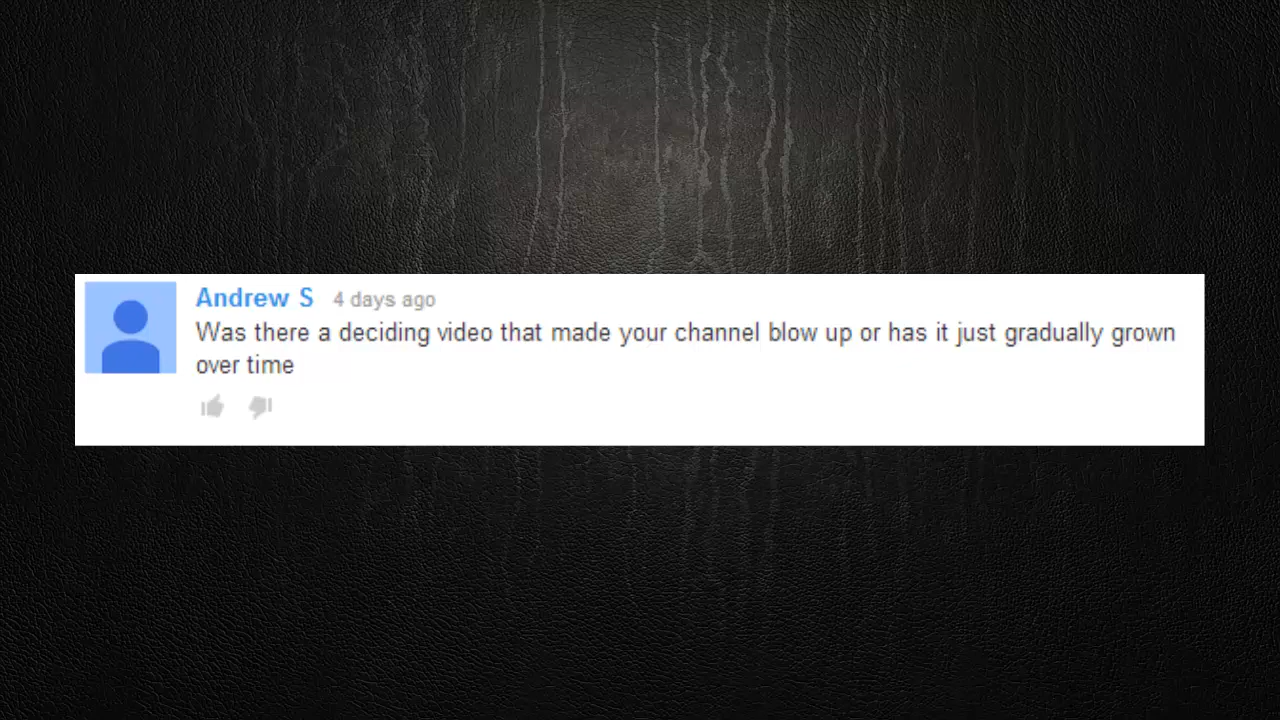 Andrew S 4 days ago
Was there a deciding video that made your channel blow up or has it just gradually grown
over time